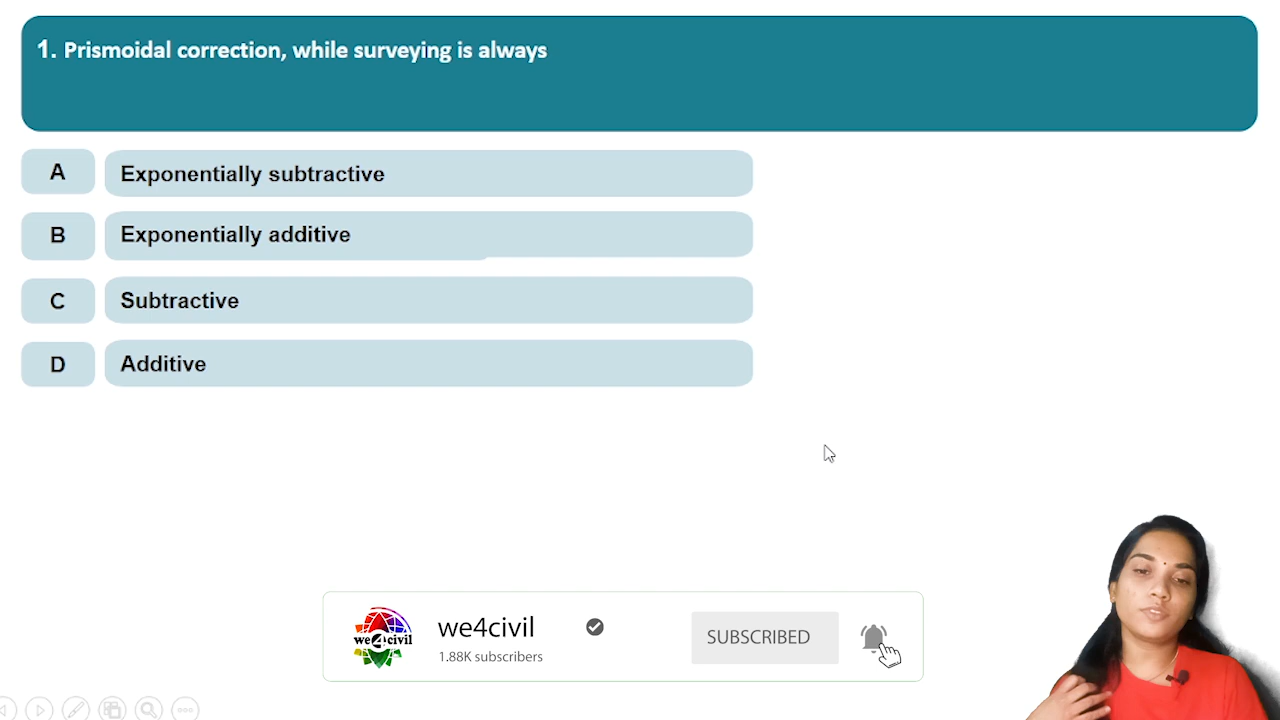 1. Prismoidal correction, while surveying is always
A Exponentially subtractive
B Exponentially additive
C Subtractive
D Additive
we4civil
we4civil
1.88K subscribers
SUBSCRIBED